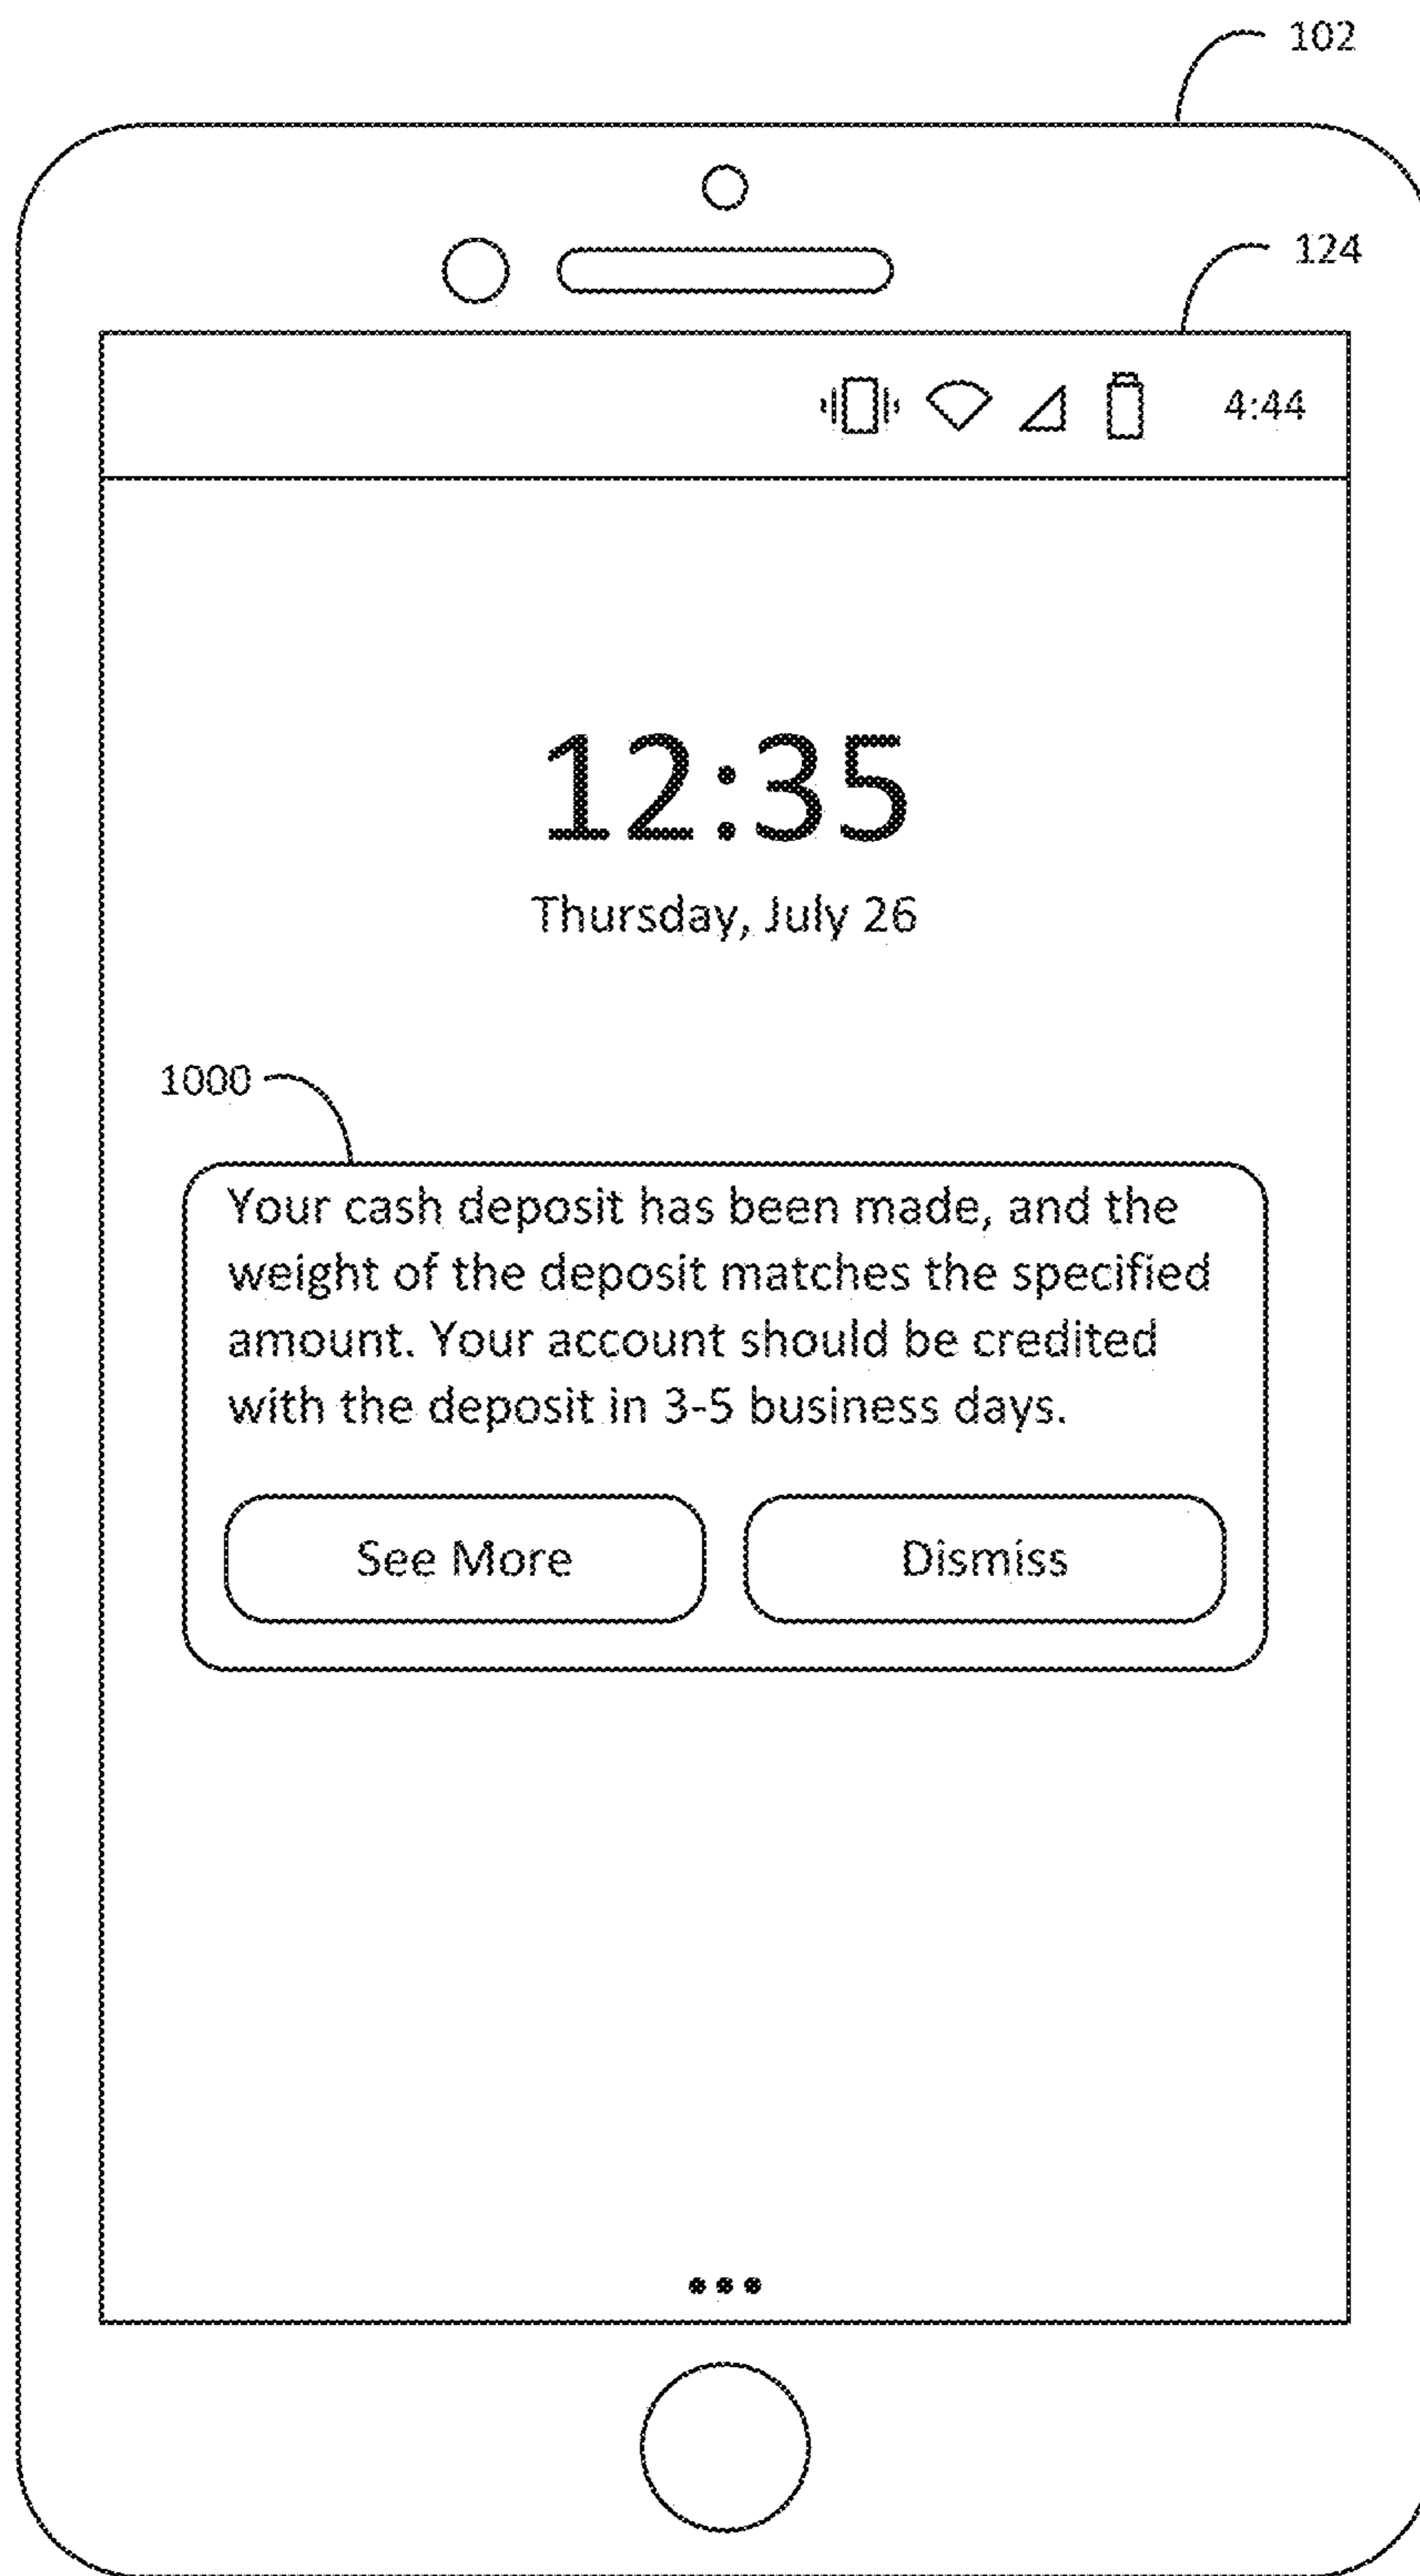 102
124
4:44
12:35
Thursday, July 26
1000
Your cash deposit has been made, and the
weight of the deposit matches the specified
amount. Your account should be credited
with the deposit in 3-5 business days.
See More
Dismiss